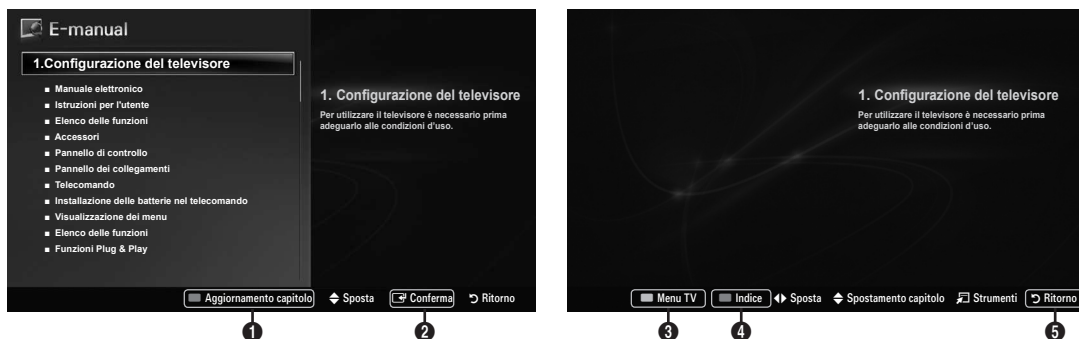 E-manual
1.Configurazione del televisore
■ Manuale elettronico
■ Istruzioni per l'utente
■ Elenco delle funzioni
■ Accessori
■ Pannello di controllo
■ Pannello dei collegamenti
■ Telecomando
■ Installazione delle batterie nel telecomando
■ Visualizzazione dei menu
■ Elenco delle funzioni
■ Funzioni Plug & Play
1. Configurazione del televisore
Per utilizzare il televisore è necessario prima
adeguarlo alle condizioni d'uso.
Aggiornamento capitolo Sposta Conferma Ritorno
1 2
1. Configurazione del televisore
Per utilizzare il televisore è necessario prima
adeguarlo alle condizioni d'uso.
Menu TV Indice Sposta Spostamento capitolo Strumenti Ritorno
3 4 5